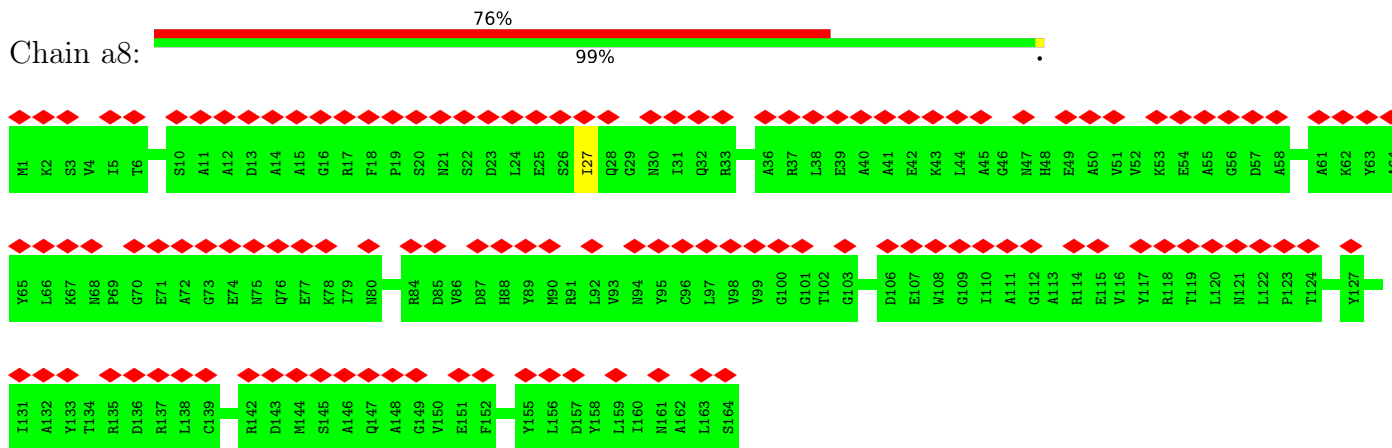 76%
Chain a8:
99%
.
M1 K2 S3 V4 I5 T6 S10 A11 A12 D13 A14 A15 G16 R17 F18 P19 S20 N21 S22 D23 L24 E25 S26 I27 Q28 G29 N30 I31 Q32 R33 A36 R37 L38 E39 A40 A41 E42 K43 L44 A45 G46 N47 H48 E49 A50 V51 V52 K53 E54 A55 G56 D57 A58 A61 K62 Y63 A64
Y65 L66 K67 N68 P69 G70 E71 A72 G73 E74 N75 Q76 E77 K78 I79 N80 R84 D85 V86 D87 H88 Y89 M90 R91 L92 V93 N94 Y95 C96 L97 V98 V99 G100 G101 T102 G103 D106 E107 W108 G109 I110 A111 G112 A113 R114 E115 V116 Y117 R118 T119 L120 N121 L122 P123 T124 Y127
I131 A132 Y133 T134 R135 D136 R137 L138 C139 R142 D143 M144 S145 A146 Q147 A148 G149 V150 E151 F152 Y155 L156 D157 Y158 L159 I160 N161 A162 L163 S164